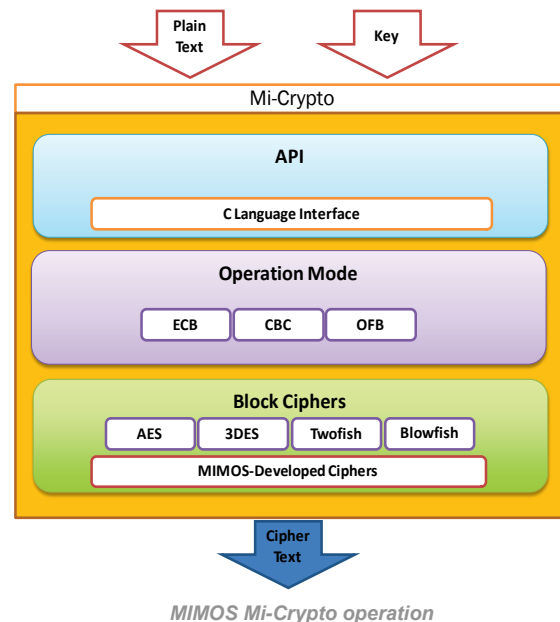 Plain
Text
Key
Mi-Crypto
API
C Language Interface
Operation Mode
ECB CBC OFB
Block Ciphers
AES 3DES Twofish Blowfish
MIMOS-Developed Ciphers
Cipher
Text
MIMOS Mi-Crypto operation